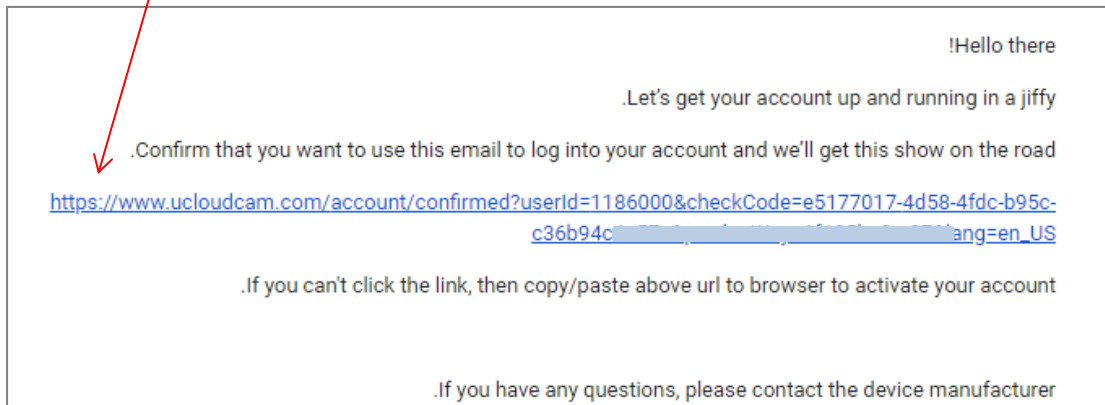 !Hello there
.Let's get your account up and running in a jiffy
.Confirm that you want to use this email to log into your account and we'll get this show on the road
https://www.ucloudcam.com/account/confirmed?userId=1186000&checkCode=e5177017-4d58-4fdc-b95c-
c36b94c ang=en_US
.If you can't click the link, then copy/paste above url to browser to activate your account
.If you have any questions, please contact the device manufacturer